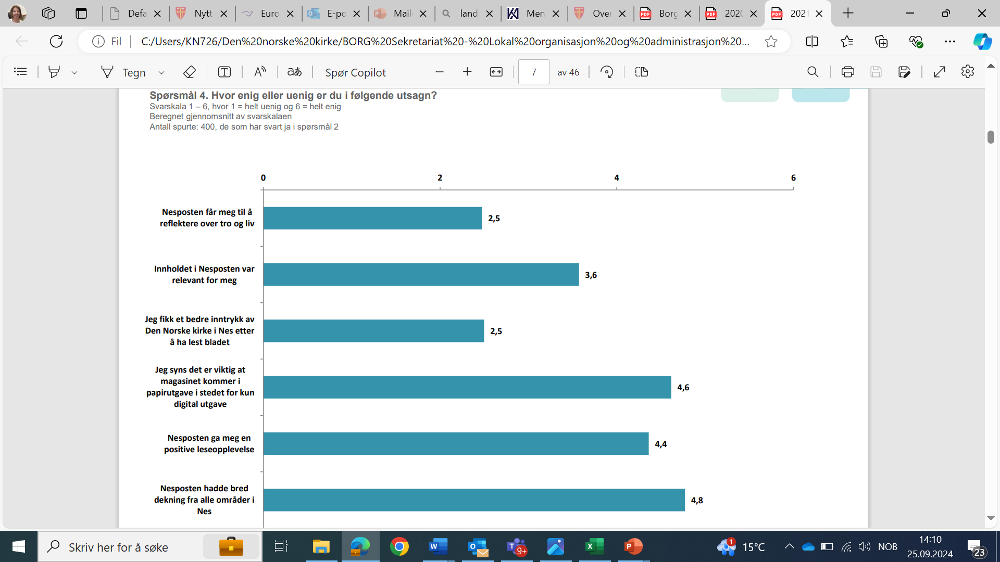 Defa
Nytt
Euro
E-po
Mail
land
Men
Over
Borg
2020
2021
Fil
C:/Users/KN726/Den%20norske%20kirke/BORG%20Sekretariat%20-%20Lokal%20organisasjon%20og%20administrasjon%20...
Tegn
Spør Copilot
7
av 46
Spørsmål 4. Hvor enig eller uenig er du i følgende utsagn?
Svarskala 1 – 6, hvor 1 = helt uenig og 6 = helt enig
Beregnet gjennomsnitt av svarskalaen
Antall spurte: 400, de som har svart ja i spørsmål 2
0 2 4 6
Nesposten får meg til å
reflektere over tro og liv
2,5
Innholdet i Nesposten var
relevant for meg
3,6
Jeg fikk et bedre inntrykk av
Den Norske kirke i Nes etter
å ha lest bladet
2,5
Jeg syns det er viktig at
magasinet kommer i
papirutgave i stedet for kun
digital utgave
4,6
Nesposten ga meg en
positive leseopplevelse
4,4
Nesposten hadde bred
dekning fra alle områder i
Nes
4,8
Skriv her for å søke
9+
1
15°C
NOB
14:10
25.09.2024
23